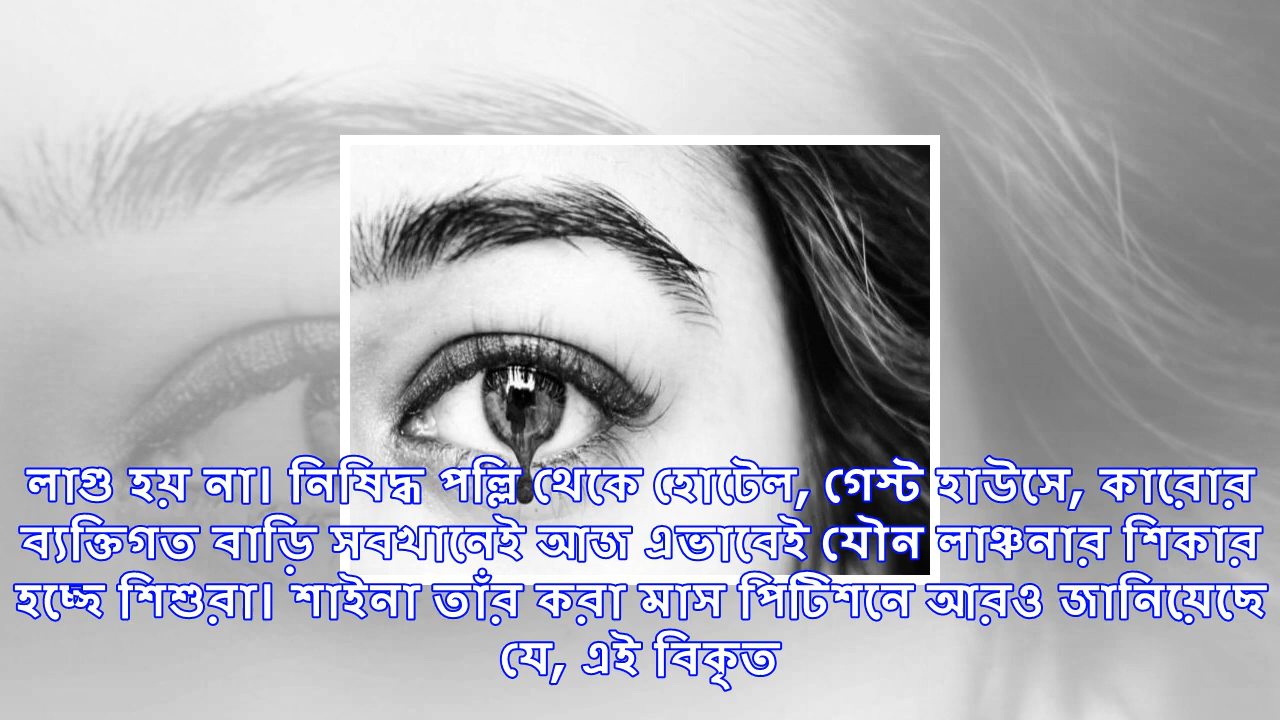 লাগু হয় না। নিষিদ্ধ পল্লি থেকে হোটেল, গেস্ট হাউসে, কারোর
ব্যক্তিগত বাড়ি সবখানেই আজ এভাবেই যৌন লাঞ্চনার শিকার
হচ্ছে শিশুরা। শাইনা তাঁর করা মাস পিটিশনে আরও জানিয়েছে
যে, এই বিকৃত